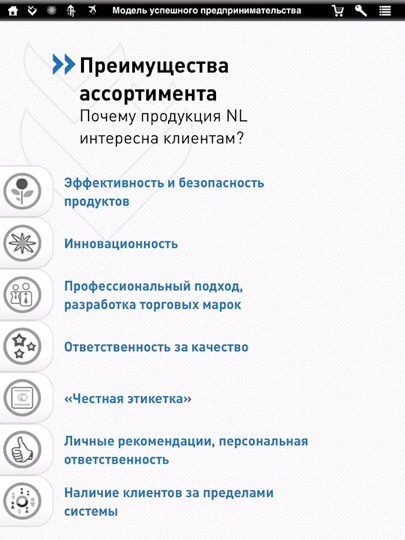 Модель успешного предпринимательства
Преимущества
ассортимента
Почему продукция NL
интересна клиентам?
Эффективность и безопасность
продуктов
Инновационность
Профессиональный подход,
разработка торговых марок
Ответственность за качество
«Честная этикетка»
Личные рекомендации, персональная
ответственность
Наличие клиентов за пределами
системы